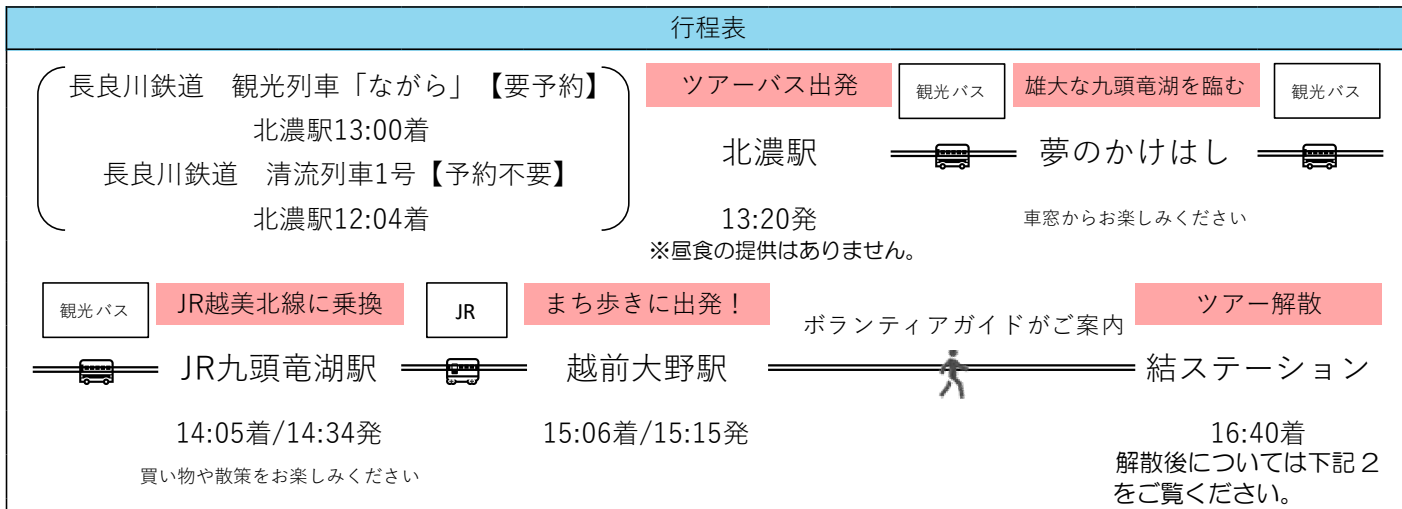 行程表
長良川鉄道　観光列車「ながら」【要予約】
北濃駅13:00着
長良川鉄道　清流列車1号【予約不要】
北濃駅12:04着
ツアーバス出発
北濃駅
13:20発
※昼食の提供はありません。
観光バス
雄大な九頭竜湖を臨む
夢のかけはし
車窓からお楽しみください
観光バス
観光バス
JR越美北線に乗換
JR九頭竜湖駅
14:05着/14:34発
買い物や散策をお楽しみください
JR
まち歩きに出発！
越前大野駅
15:06着/15:15発
ボランティアガイドがご案内
ツアー解散
結ステーション
16:40着
解散後については下記２
をご覧ください。